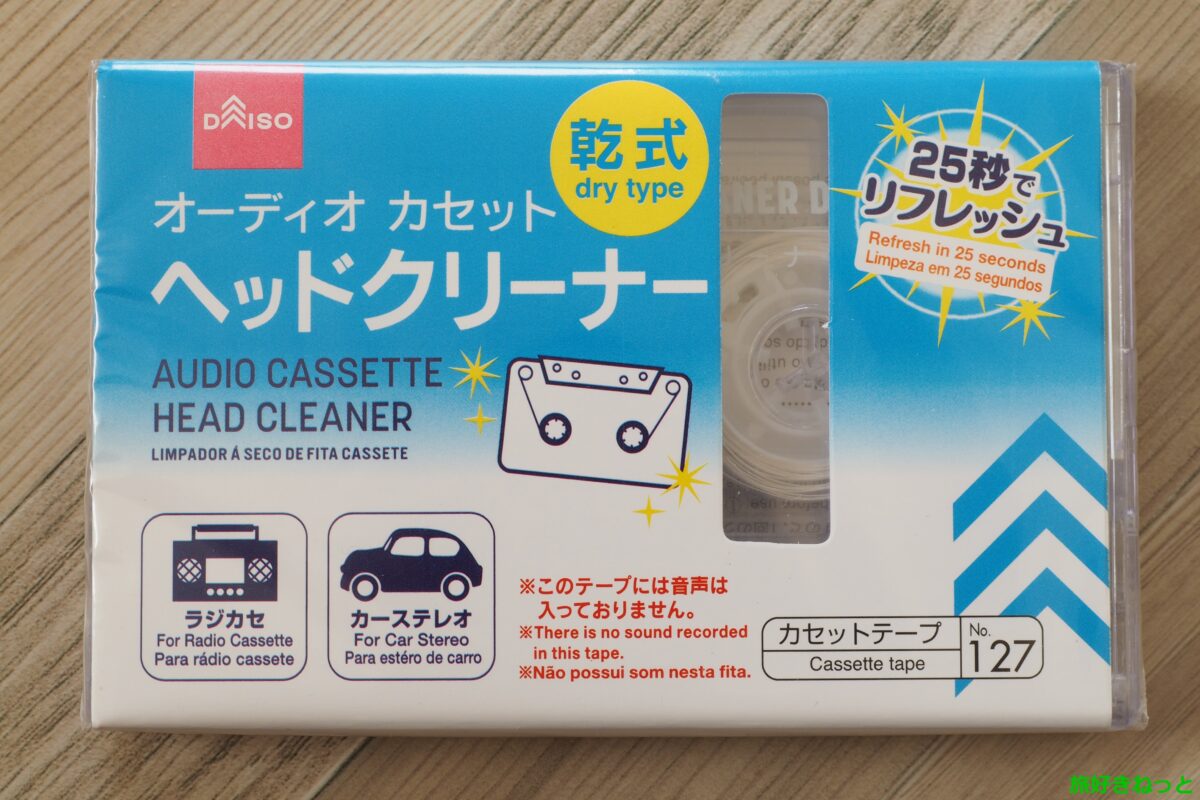 DAISO
乾式
dry type
オーディオ カセット
ヘッドクリーナー
AUDIO CASSETTE
HEAD CLEANER
LIMPADOR Á SECO DE FITA CASSETE
25秒で
リフレッシュ
Refresh in 25 seconds
Limpeza em 25 segundos
NER D
ラジカセ
For Radio Cassette
Para rádio cassete
カーステレオ
For Car Stereo
Para estéro de carro
※このテープには音声は
入っておりません。
※There is no sound recorded
in this tape.
※Não possui som nesta fita.
カセットテープ
Cassette tape
No.
127
旅好きねっと